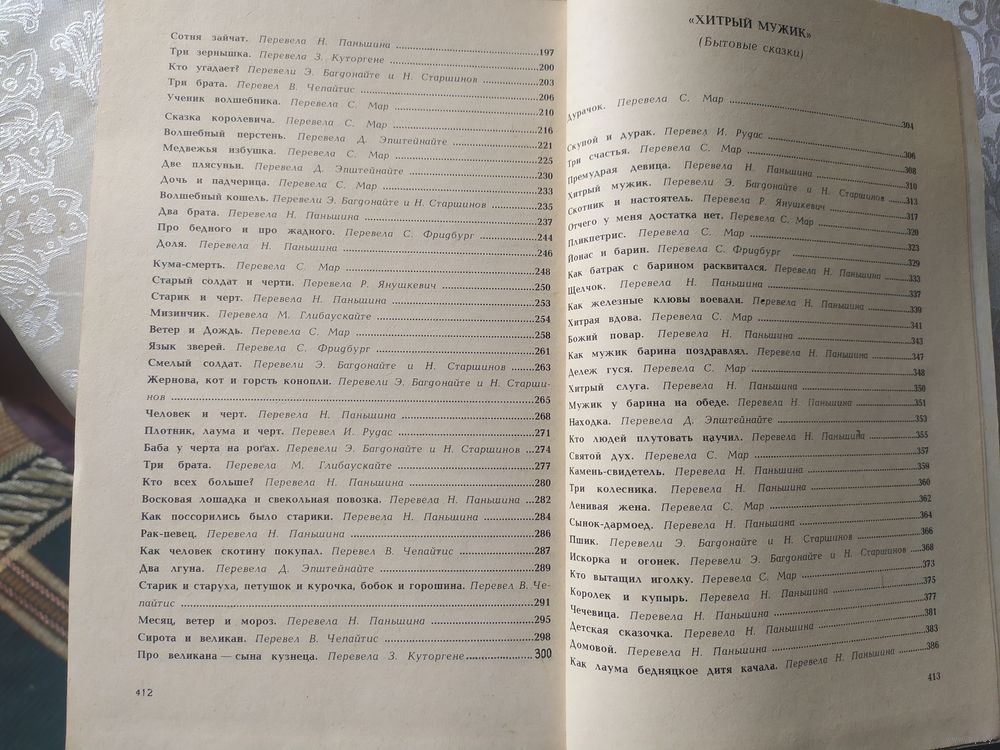 Сотня зайчат. Перевела Н. Паньшина ........ 197
Три зернышка. Перевела З. Куторгене ........ 200
Кто угадает? Перевели Э. Багдонайте и Н. Старшинов ........ 203
Три брата. Перевел В. Чепайтис ........ 206
Ученик волшебника. Перевела С. Мар ........ 210
Сказка королевича. Перевела С. Мар ........ 216
Волшебный перстень. Перевела Д. Эпштейнайте ........ 221
Медвежья избушка. Перевела С. Мар ........ 225
Две плясуньи. Перевела Д. Эпштейнайте ........ 230
Дочь и падчерица. Перевела С. Мар ........ 233
Волшебный кошель. Перевели Э. Багдонайте и Н. Старшинов ........ 235
Два брата. Перевела Н. Паньшина ........ 237
Про бедного и про жадного. Перевела С. Фридбург ........ 244
Доля. Перевела Н. Паньшина ........ 246
Кума-смерть. Перевела С. Мар ........ 248
Старый солдат и черти. Перевела Р. Янушкевич ........ 250
Старик и черт. Перевела Н. Паньшина ........ 253
Мизинчик. Перевела М. Глибаускайте ........ 254
Ветер и Дождь. Перевела С. Мар ........ 258
Язык зверей. Перевела С. Фридбург ........ 261
Смелый солдат. Перевели Э. Багдонайте и Н. Старшинов ........ 263
Жернова, кот и горсть конопли. Перевели Э. Багдонайте и Н. Старши-
нов ........ 265
Человек и черт. Перевела Н. Паньшина ........ 268
Плотник, лаума и черт. Перевел И. Рудас ........ 271
Баба у черта на рогах. Перевели Э. Багдонайте и Н. Старшинов .... 274
Три брата. Перевела М. Глибаускайте ........ 277
Кто всех больше? Перевела Н. Паньшина ........ 280
Восковая лошадка и свекольная повозка. Перевела Н. Паньшина ... 282
Как поссорились было старики. Перевела Н. Паньшина ........ 284
Рак-певец. Перевела Н. Паньшина ........ 286
Как человек скотину покупал. Перевел В. Чепайтис ........ 287
Два лгуна. Перевела Д. Эпштейнайте ........ 289
Старик и старуха, петушок и курочка, бобок и горошина. Перевел В. Че-
пайтис ........ 291
Месяц, ветер и мороз. Перевела Н. Паньшина ........ 295
Сирота и великан. Перевел В. Чепайтис ........ 298
Про великана — сына кузнеца. Перевела З. Куторгене ........ 300
412
«ХИТРЫЙ МУЖИК»
(Бытовые сказки)
Дурачок. Перевела С. Мар ........ 304
Скупой и дурак. Перевел И. Рудас ........ 306
Три счастья. Перевела С. Мар ........ 308
Премудрая девица. Перевела Н. Паньшина ........ 310
Хитрый мужик. Перевели Э. Багдонайте и Н. Старшинов ........ 313
Скотник и настоятель. Перевела Р. Янушкевич ........ 317
Отчего у меня достатка нет. Перевела С. Мар ........ 320
Пликпетрис. Перевела С. Мар ........ 323
Йонас и барин. Перевела С. Фридбург ........ 329
Как батрак с барином расквитался. Перевела Н. Паньшина ........ 333
Щелчок. Перевела Н. Паньшина ........ 337
Как железные клювы воевали. Перевела Н. Паньшина ........ 339
Хитрая вдова. Перевела С. Мар ........ 341
Божий повар. Перевела Н. Паньшина ........ 343
Как мужик барина поздравлял. Перевела Н. Паньшина ........ 347
Дележ гуся. Перевела С. Мар ........ 348
Хитрый слуга. Перевела Н. Паньшина ........ 350
Мужик у барина на обеде. Перевела Н. Паньшина ........ 351
Находка. Перевела Д. Эпштейнайте ........ 353
Кто людей плутовать научил. Перевела Н. Паньшина ........ 355
Святой дух. Перевела С. Мар ........ 357
Камень-свидетель. Перевела Н. Паньшина ........ 359
Три колесника. Перевела Н. Паньшина ........ 360
Ленивая жена. Перевела С. Мар ........ 362
Сынок-дармоед. Перевела Н. Паньшина ........ 364
Пшик. Перевели Э. Багдонайте и Н. Старшинов ........ 366
Искорка и огонек. Перевели Э. Багдонайте и Н. Старшинов ........ 368
Кто вытащил иголку. Перевела С. Мар ........ 373
Королек и купырь. Перевела Н. Паньшина ........ 375
Чечевица. Перевела Н. Паньшина ........ 377
Детская сказочка. Перевела Н. Паньшина ........ 381
Домовой. Перевела Н. Паньшина ........ 383
Как лаума бедняцкое дитя качала. Перевела Н. Паньшина ........ 386
413